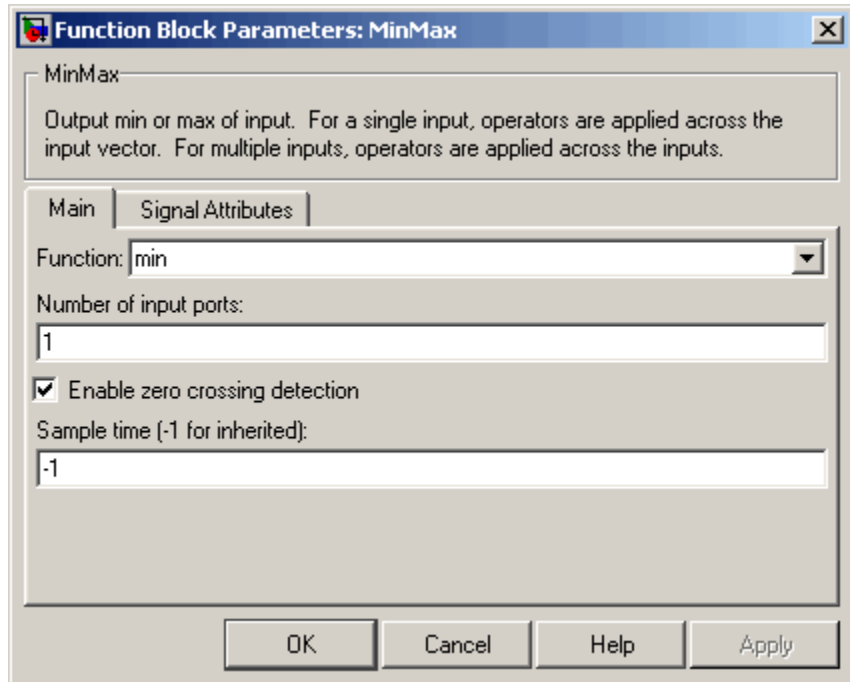 Function Block Parameters: MinMax
MinMax
Output min or max of input.  For a single input, operators are applied across the
input vector.  For multiple inputs, operators are applied across the inputs.
Main
Signal Attributes
Function: min
Number of input ports:
1
Enable zero crossing detection
Sample time (-1 for inherited):
-1
OK
Cancel
Help
Apply